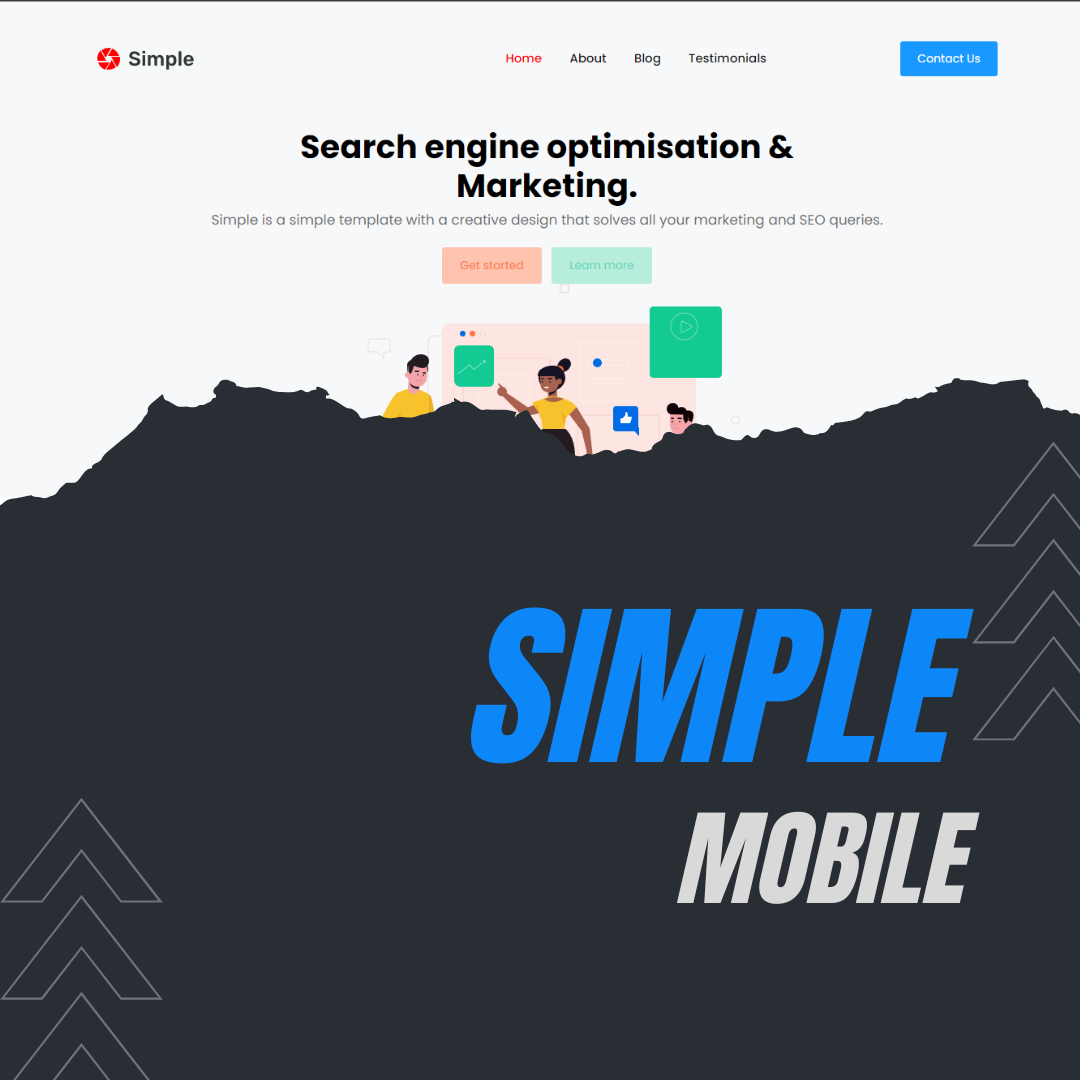 Simple
Home About Blog Testimonials
Contact Us
Search engine optimisation &
Marketing.
Simple is a simple template with a creative design that solves all your marketing and SEO queries.
Get started
Learn more
SIMPLE
MOBILE